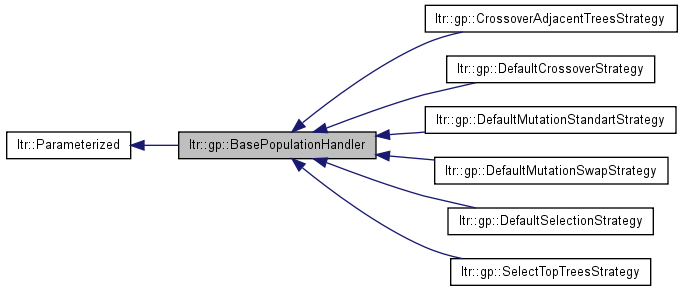 ltr::gp::CrossoverAdjacentTreesStrategy
ltr::gp::DefaultCrossoverStrategy
ltr::gp::DefaultMutationStandartStrategy
ltr::Parameterized
ltr::gp::BasePopulationHandler
ltr::gp::DefaultMutationSwapStrategy
ltr::gp::DefaultSelectionStrategy
ltr::gp::SelectTopTreesStrategy